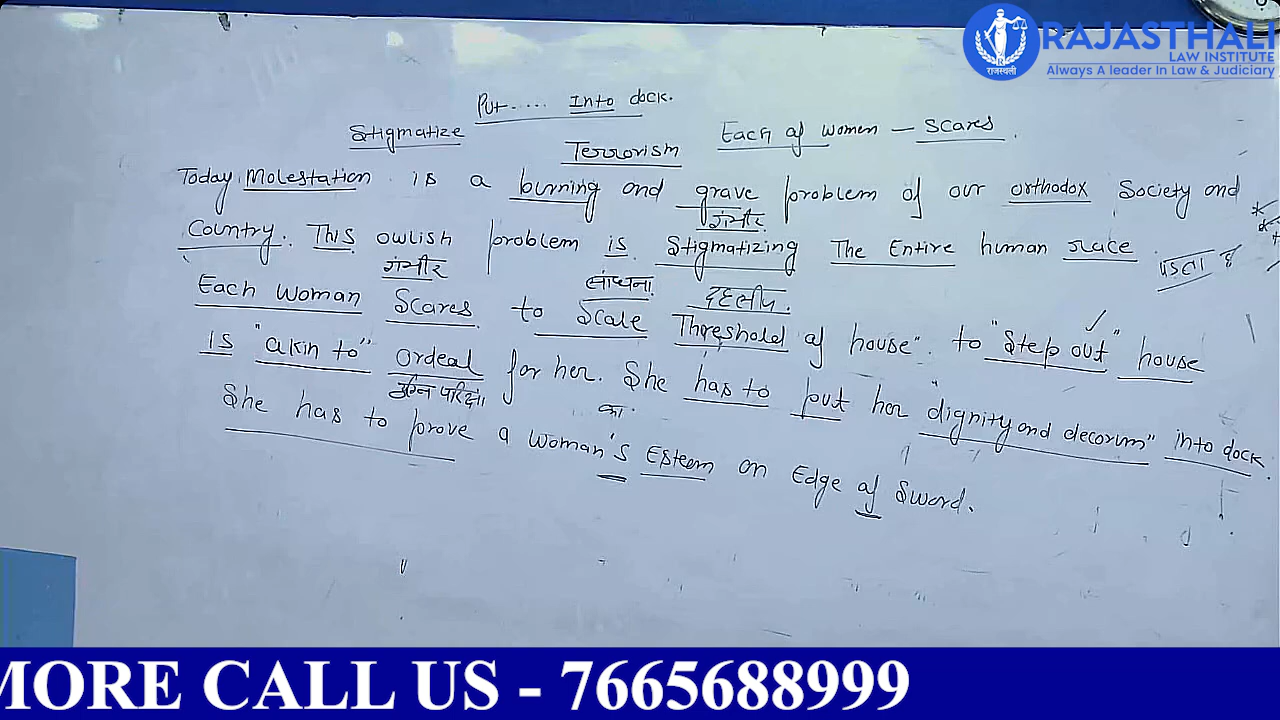 RAJASTHALI
LAW INSTITUTE
राजस्थली
Always A leader In Law & Judiciary
Put..... Into dock.
Stigmatize
Each of women — Scares.
Terrorism
Today Molestation is a burning and grave problem of our orthodox Society and
गंभीर
Country. This owlish problem is Stigmatizing The Entire human race.
गंभीर
लांछना
दहलीज.
Each woman Scares to Scale Threshold of house". to "Step out" house
is "akin to" ordeal for her. She has to put her "dignity and decorum" into dock.
अग्नि परिक्षा
का.
She has to prove a woman's Esteem on Edge of Sword.
MORE CALL US - 7665688999